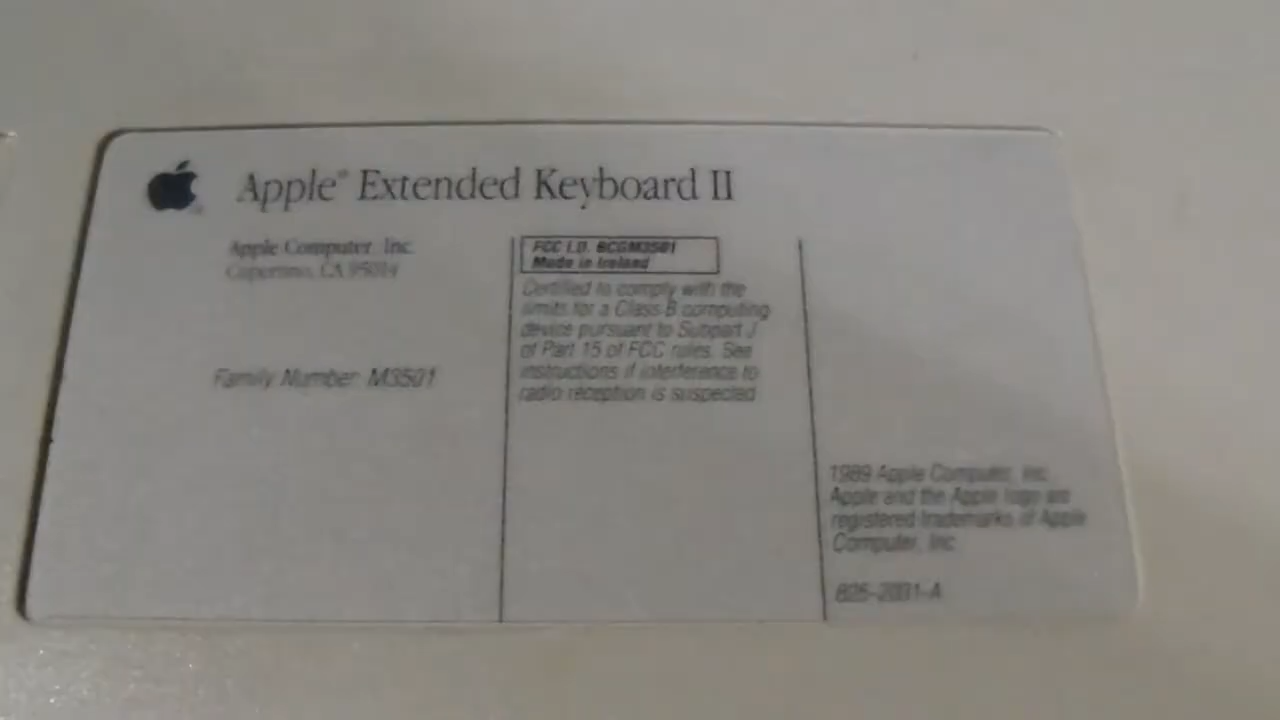 Apple® Extended Keyboard II
Apple Computer, Inc.
Cupertino, CA 95014
Family Number M3501
FCC I.D. BCGM3501
Made in Ireland
Certified to comply with the
limits for a Class B computing
device pursuant to Subpart J
of Part 15 of FCC rules. See
instructions if interference to
radio reception is suspected
1989 Apple Computer, Inc.
Apple and the Apple logo are
registered trademarks of Apple
Computer, Inc.